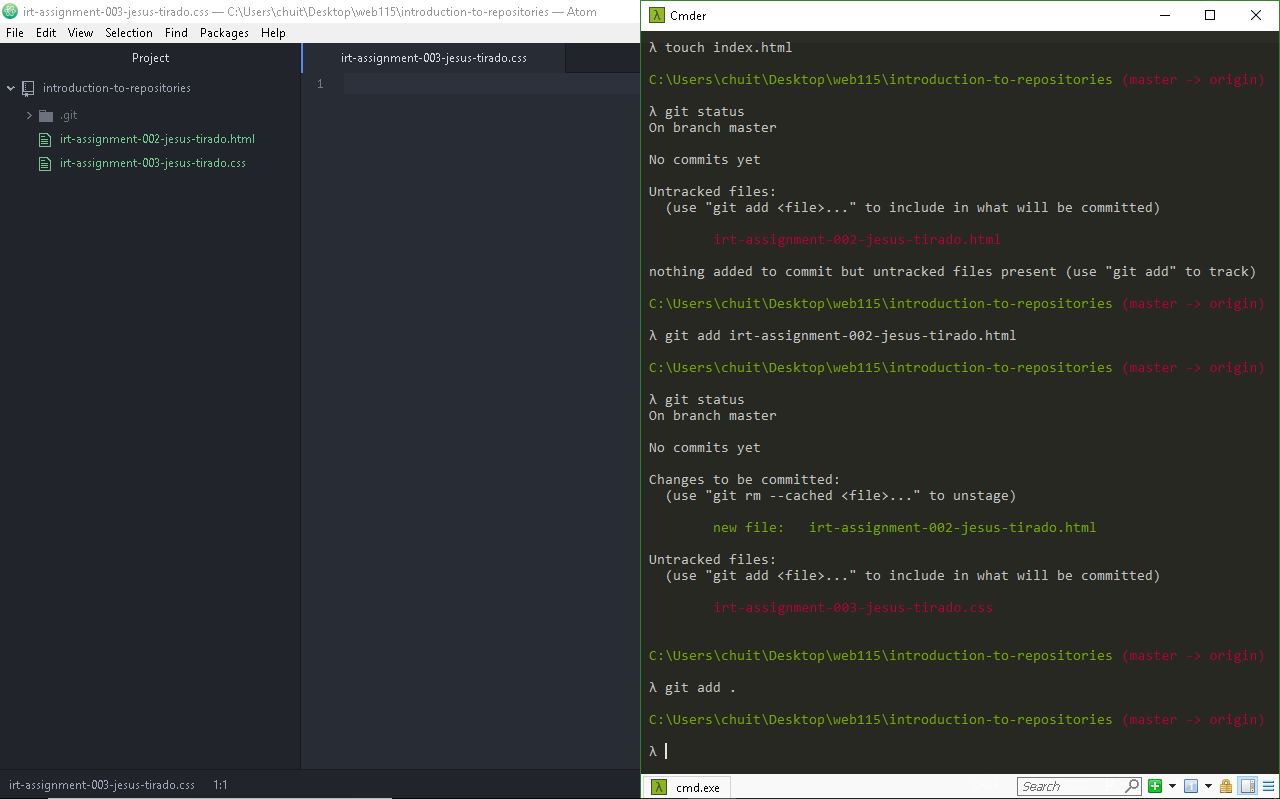 irt-assignment-003-jesus-tirado.css — C:\Users\chuit\Desktop\web115\introduction-to-repositories — Atom
File Edit View Selection Find Packages Help
Project
introduction-to-repositories
.git
irt-assignment-002-jesus-tirado.html
irt-assignment-003-jesus-tirado.css
irt-assignment-003-jesus-tirado.css
1
irt-assignment-003-jesus-tirado.css 1:1
λ Cmder
λ touch index.html
C:\Users\chuit\Desktop\web115\introduction-to-repositories (master -> origin)
λ git status
On branch master
No commits yet
Untracked files:
(use "git add <file>..." to include in what will be committed)
irt-assignment-002-jesus-tirado.html
nothing added to commit but untracked files present (use "git add" to track)
C:\Users\chuit\Desktop\web115\introduction-to-repositories (master -> origin)
λ git add irt-assignment-002-jesus-tirado.html
C:\Users\chuit\Desktop\web115\introduction-to-repositories (master -> origin)
λ git status
On branch master
No commits yet
Changes to be committed:
(use "git rm --cached <file>..." to unstage)
new file:   irt-assignment-002-jesus-tirado.html
Untracked files:
(use "git add <file>..." to include in what will be committed)
irt-assignment-003-jesus-tirado.css
C:\Users\chuit\Desktop\web115\introduction-to-repositories (master -> origin)
λ git add .
C:\Users\chuit\Desktop\web115\introduction-to-repositories (master -> origin)
λ
λ cmd.exe
Search